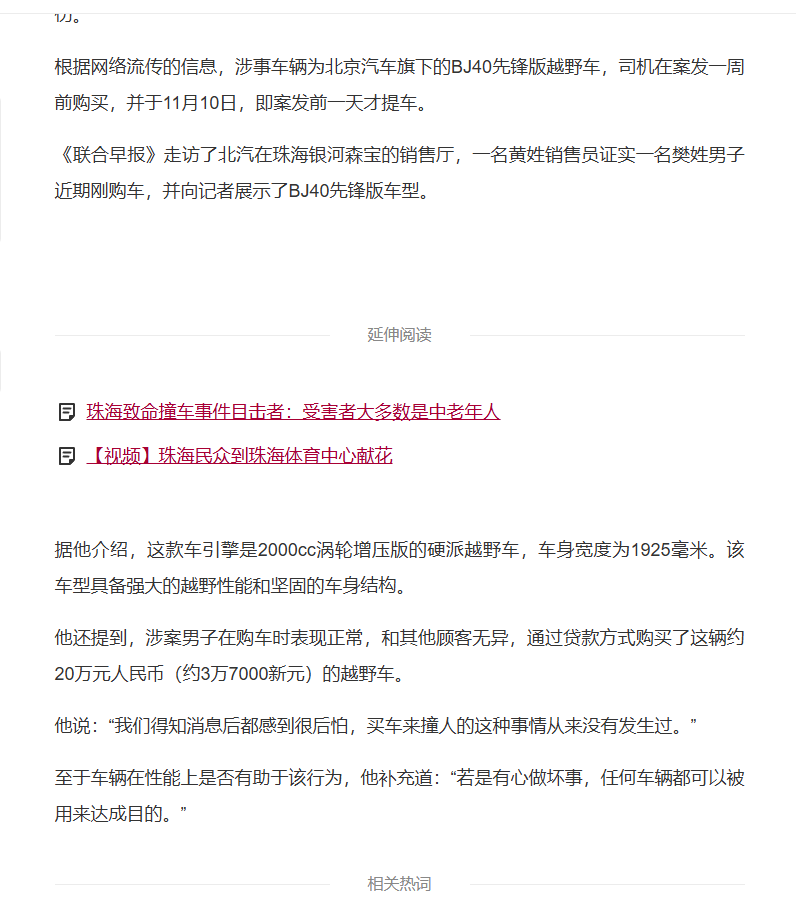 伤。
根据网络流传的信息，涉事车辆为北京汽车旗下的BJ40先锋版越野车，司机在案发一周
前购买，并于11月10日，即案发前一天才提车。
《联合早报》走访了北汽在珠海银河森宝的销售厅，一名黄姓销售员证实一名樊姓男子
近期刚购车，并向记者展示了BJ40先锋版车型。
延伸阅读
珠海致命撞车事件目击者：受害者大多数是中老年人
【视频】珠海民众到珠海体育中心献花
据他介绍，这款车引擎是2000cc涡轮增压版的硬派越野车，车身宽度为1925毫米。该
车型具备强大的越野性能和坚固的车身结构。
他还提到，涉案男子在购车时表现正常，和其他顾客无异，通过贷款方式购买了这辆约
20万元人民币（约3万7000新元）的越野车。
他说：“我们得知消息后都感到很后怕，买车来撞人的这种事情从来没有发生过。”
至于车辆在性能上是否有助于该行为，他补充道：“若是有心做坏事，任何车辆都可以被
用来达成目的。”
相关热词